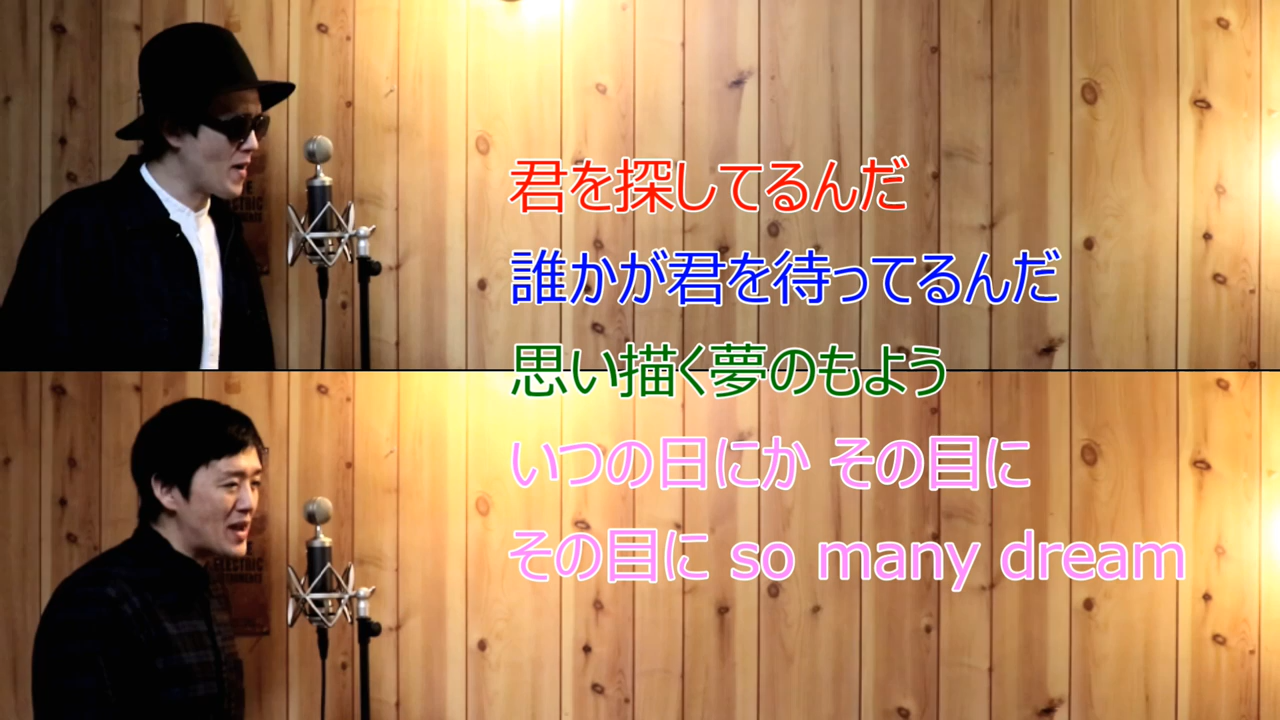 君を探してるんだ
誰かが君を待ってるんだ
思い描く夢のもよう
いつの日にか その目に
その目に so many dream
ELECTRIC